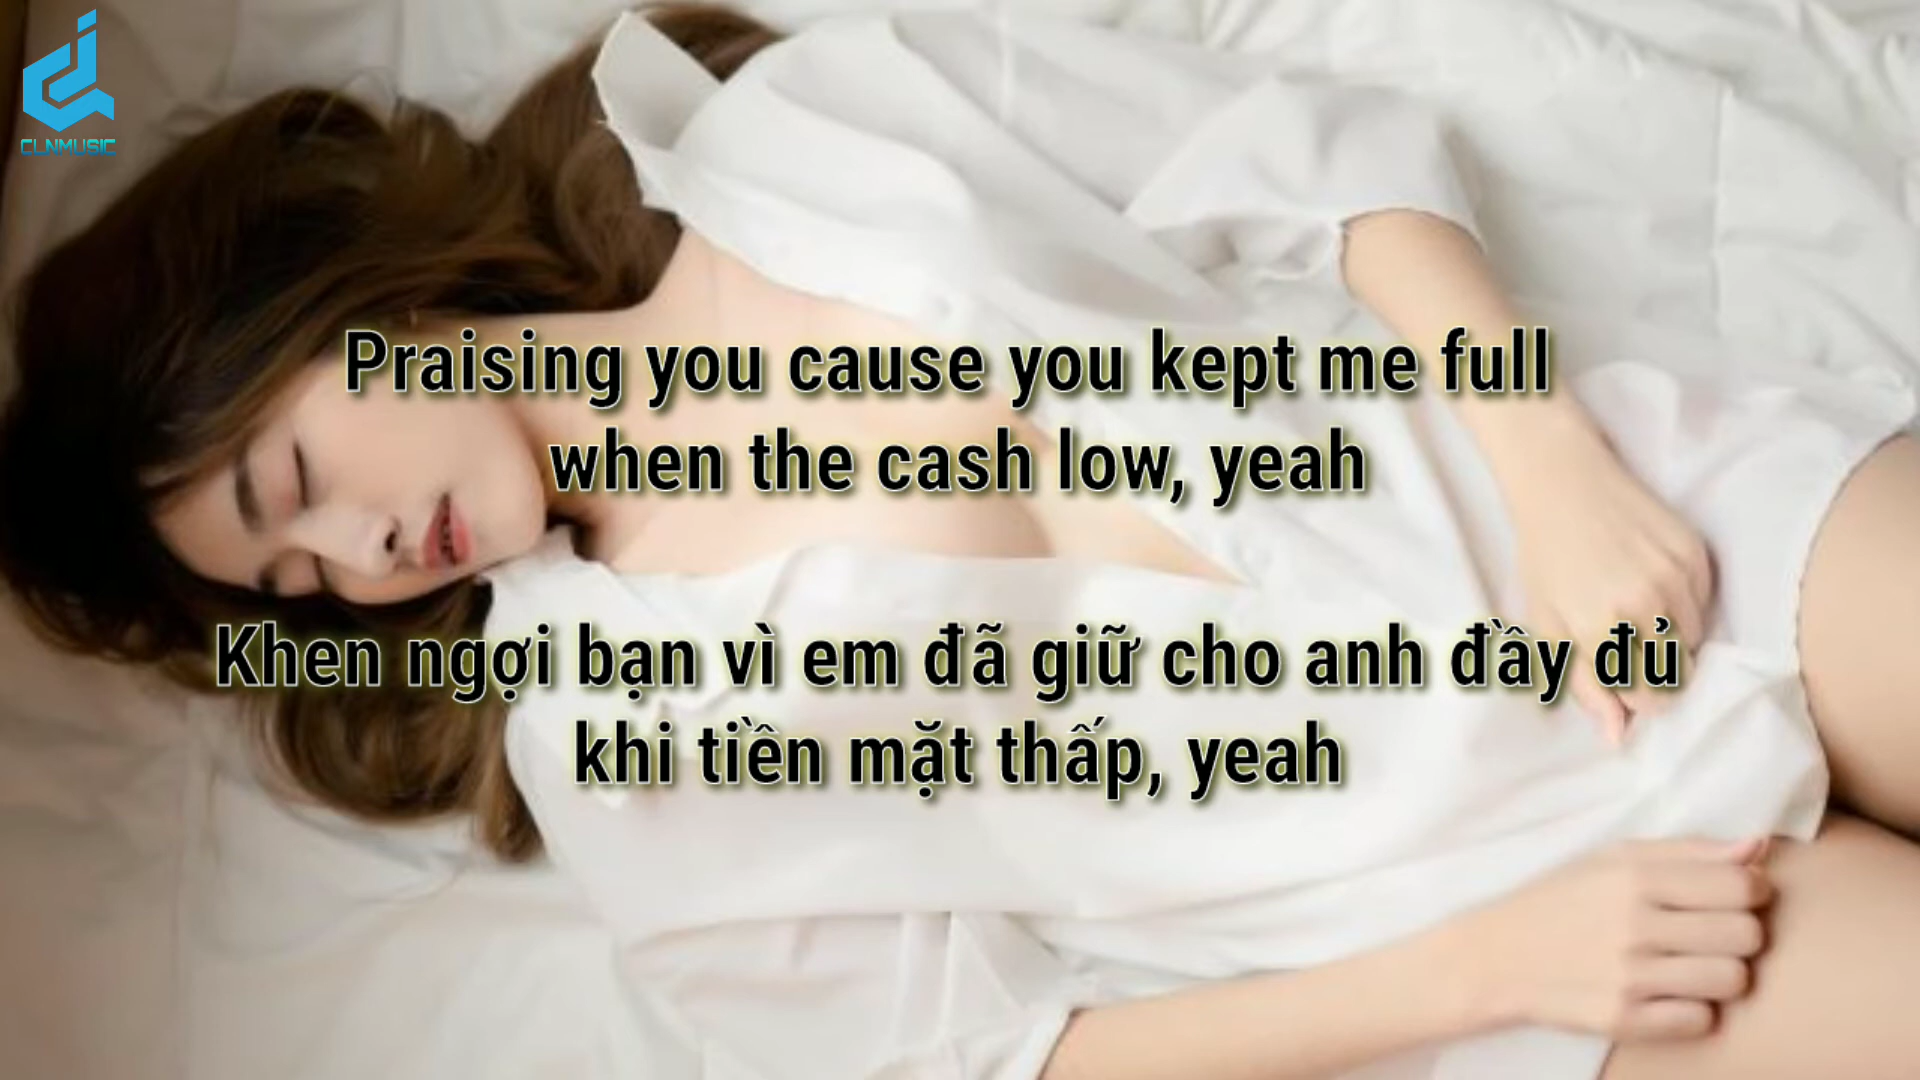 CLNMUSIC
Praising you cause you kept me full
when the cash low, yeah
Khen ngợi bạn vì em đã giữ cho anh đầy đủ
khi tiền mặt thấp, yeah